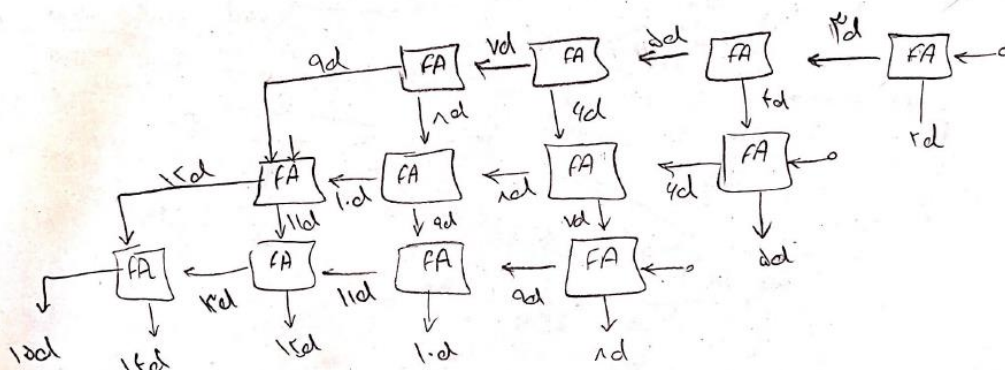 ۹d FA ۷d FA ۵d FA ۳d FA
۸d ۶d ۴d ۲d
۱۲d FA ۱۰d FA ۸d FA ۶d FA
۱۱d ۹d ۷d ۵d
FA ۱۳d FA ۱۱d FA ۹d FA
۱۵d ۱۴d ۱۲d ۱۰d ۸d